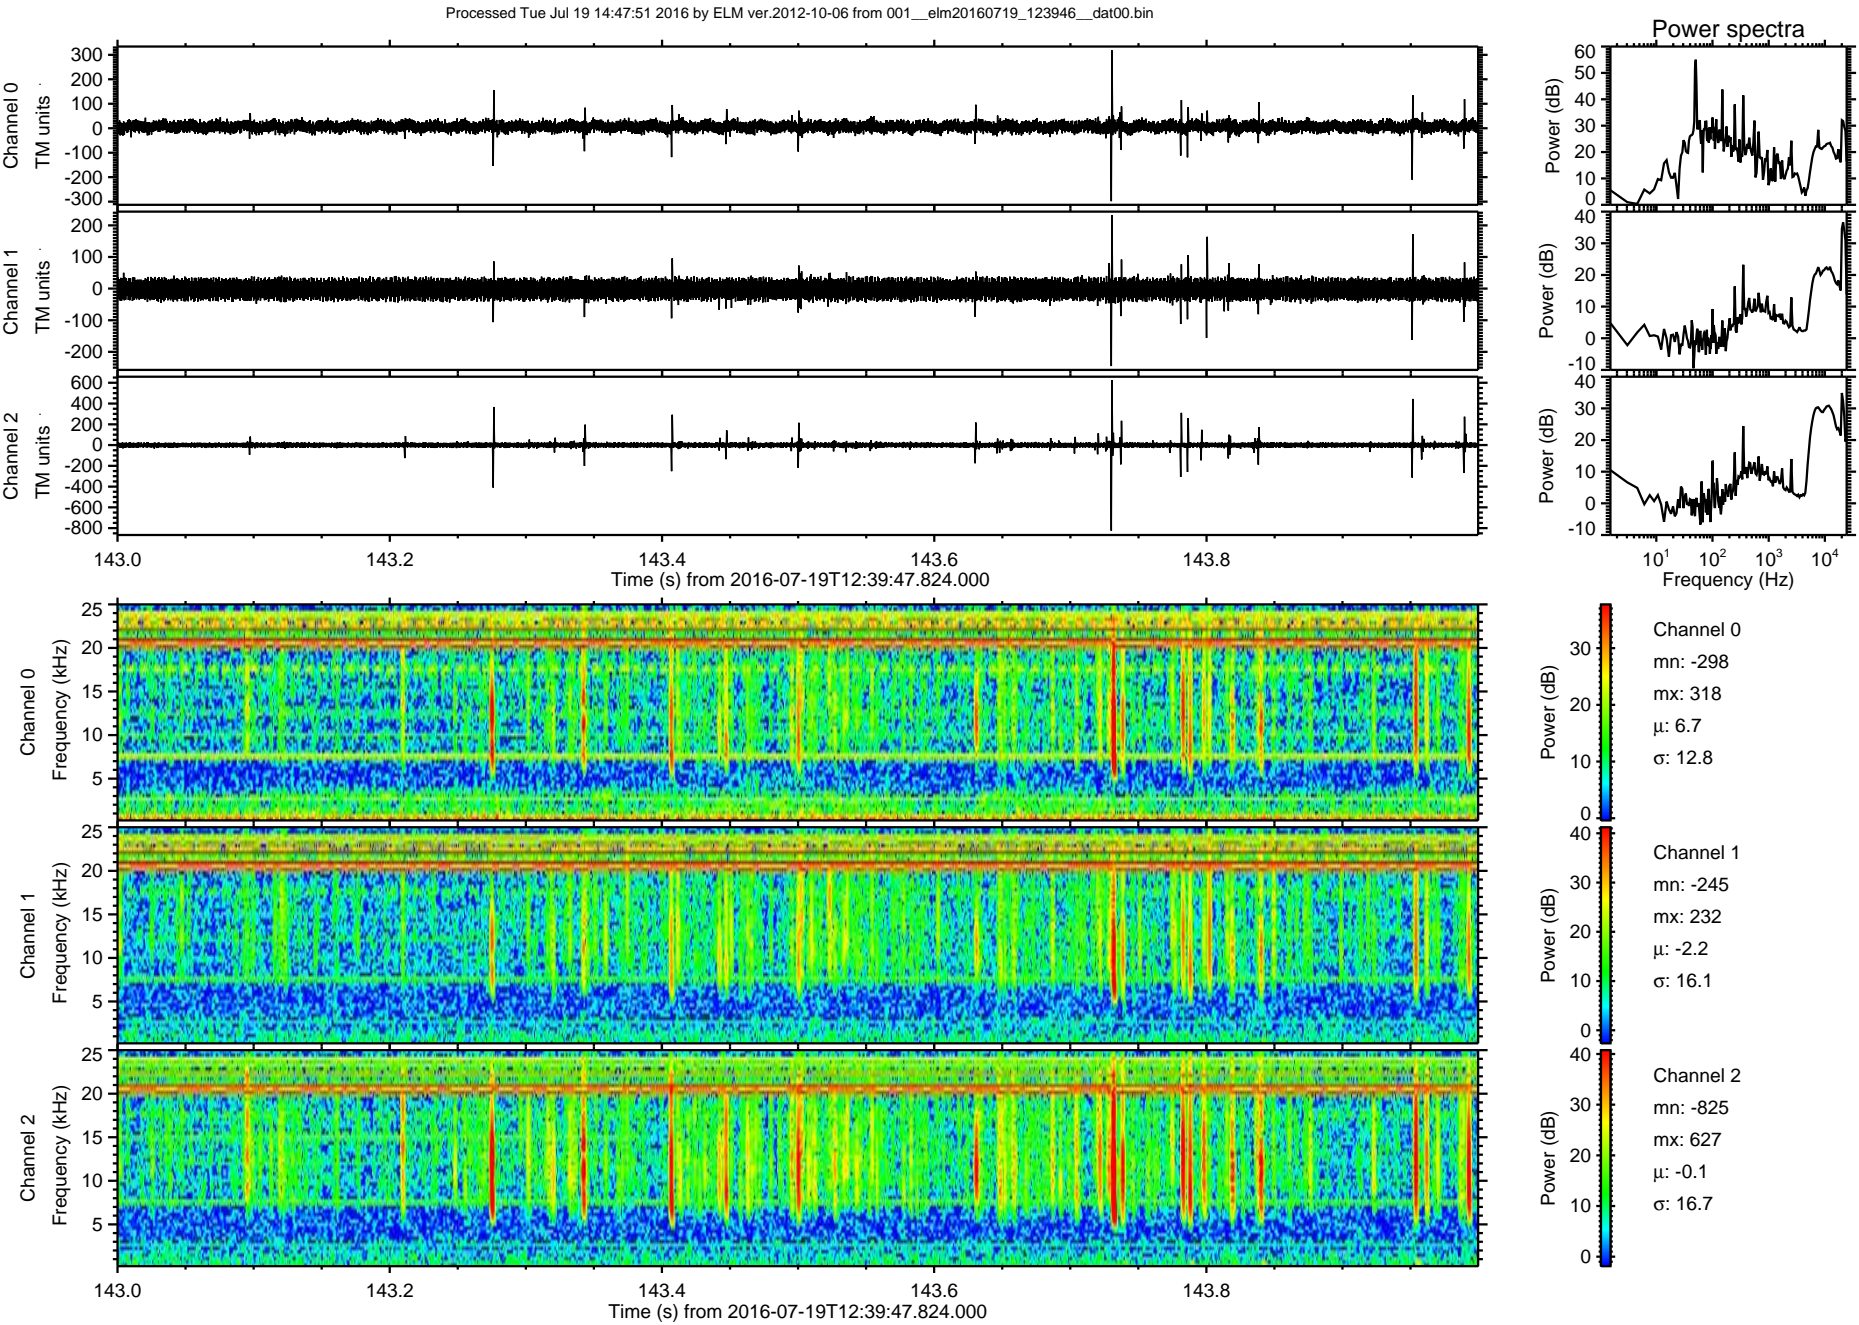 Processed Tue Jul 19 14:47:51 2016 by ELM ver.2012-10-06 from 001__elm20160719_123946__dat00.bin
Power spectra
Channel 0
TM units
300
200
100
0
-100
-200
-300
Power (dB)
60
50
40
30
20
10
0
Channel 1
TM units
200
100
0
-100
-200
Power (dB)
40
30
20
10
0
-10
Channel 2
TM units
600
400
200
0
-200
-400
-600
-800
Power (dB)
40
30
20
10
0
-10
143.0 143.2 143.4 143.6 143.8
Time (s) from 2016-07-19T12:39:47.824.000
10¹ 10² 10³ 10⁴
Frequency (Hz)
Channel 0
Frequency (kHz)
25
20
15
10
5
Power (dB)
30
20
10
0
Channel 0
mn: -298
mx: 318
μ: 6.7
σ: 12.8
Channel 1
Frequency (kHz)
25
20
15
10
5
Power (dB)
40
30
20
10
0
Channel 1
mn: -245
mx: 232
μ: -2.2
σ: 16.1
Channel 2
Frequency (kHz)
25
20
15
10
5
Power (dB)
40
30
20
10
0
Channel 2
mn: -825
mx: 627
μ: -0.1
σ: 16.7
143.0 143.2 143.4 143.6 143.8
Time (s) from 2016-07-19T12:39:47.824.000